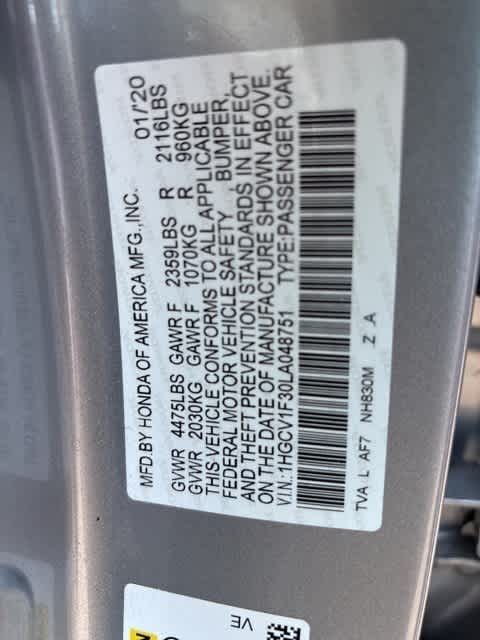 MFD.BY HONDA OF AMERICA MFG.,INC. 01/'20
GVWR 4475LBS GAWR F 2359LBS R 2116LBS
GVWR 2030KG GAWR F 1070KG R 960KG
THIS VEHICLE CONFORMS TO ALL APPLICABLE
FEDERAL MOTOR VEHICLE SAFETY , BUMPER,
AND THEFT PREVENTION STANDARDS IN EFFECT
ON THE DATE OF MANUFACTURE SHOWN ABOVE.
V.I.N.:1HGCV1F30LA048751 TYPE:PASSENGER CAR
TVA L AF7 NH830M Z A
VE